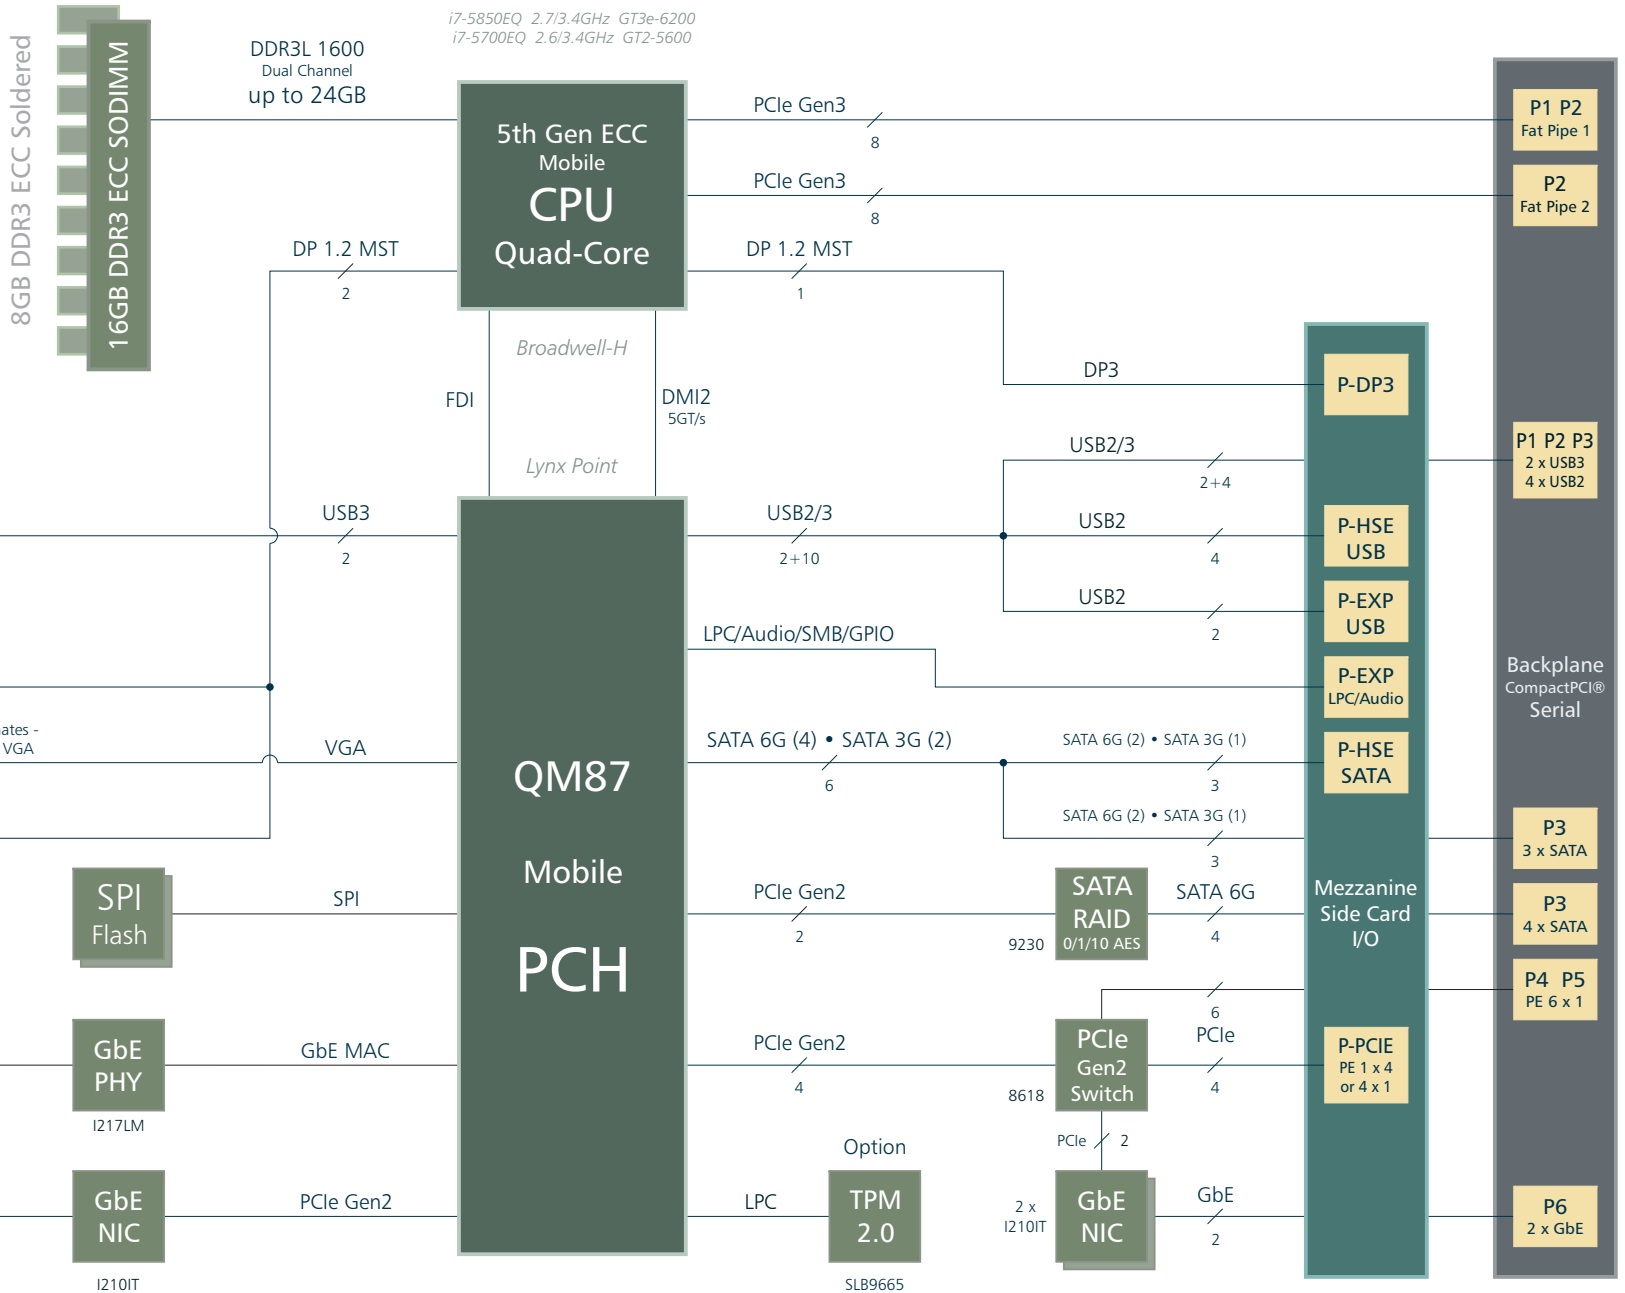 i7-5850EQ 2.7/3.4GHz GT3e-6200
i7-5700EQ 2.6/3.4GHz GT2-5600
8GB DDR3 ECC Soldered
16GB DDR3 ECC SODIMM
DDR3L 1600
Dual Channel
up to 24GB
5th Gen ECC
Mobile
CPU
Quad-Core
PCIe Gen3
8
PCIe Gen3
8
P1 P2
Fat Pipe 1
P2
Fat Pipe 2
DP 1.2 MST
2
DP 1.2 MST
1
Broadwell-H
FDI
DMI2
5GT/s
Lynx Point
DP3
P-DP3
USB2/3
2+4
P1 P2 P3
2 x USB3
4 x USB2
USB3
2
USB2/3
2+10
USB2
4
P-HSE
USB
USB2
2
P-EXP
USB
LPC/Audio/SMB/GPIO
P-EXP
LPC/Audio
Backplane
CompactPCI®
Serial
ates -
VGA
VGA
QM87
Mobile
PCH
SATA 6G (4) • SATA 3G (2)
6
SATA 6G (2) • SATA 3G (1)
3
P-HSE
SATA
SATA 6G (2) • SATA 3G (1)
3
P3
3 x SATA
SPI
Flash
SPI
PCIe Gen2
2
SATA
RAID
0/1/10 AES
9230
SATA 6G
4
Mezzanine
Side Card
I/O
P3
4 x SATA
6
P4 P5
PE 6 x 1
GbE
PHY
I217LM
GbE MAC
PCIe Gen2
4
PCIe
Gen2
Switch
8618
PCIe
4
P-PCIE
PE 1 x 4
or 4 x 1
PCIe 2
GbE
NIC
I210IT
PCIe Gen2
LPC
Option
TPM
2.0
SLB9665
2 x
I210IT
GbE
NIC
GbE
2
P6
2 x GbE